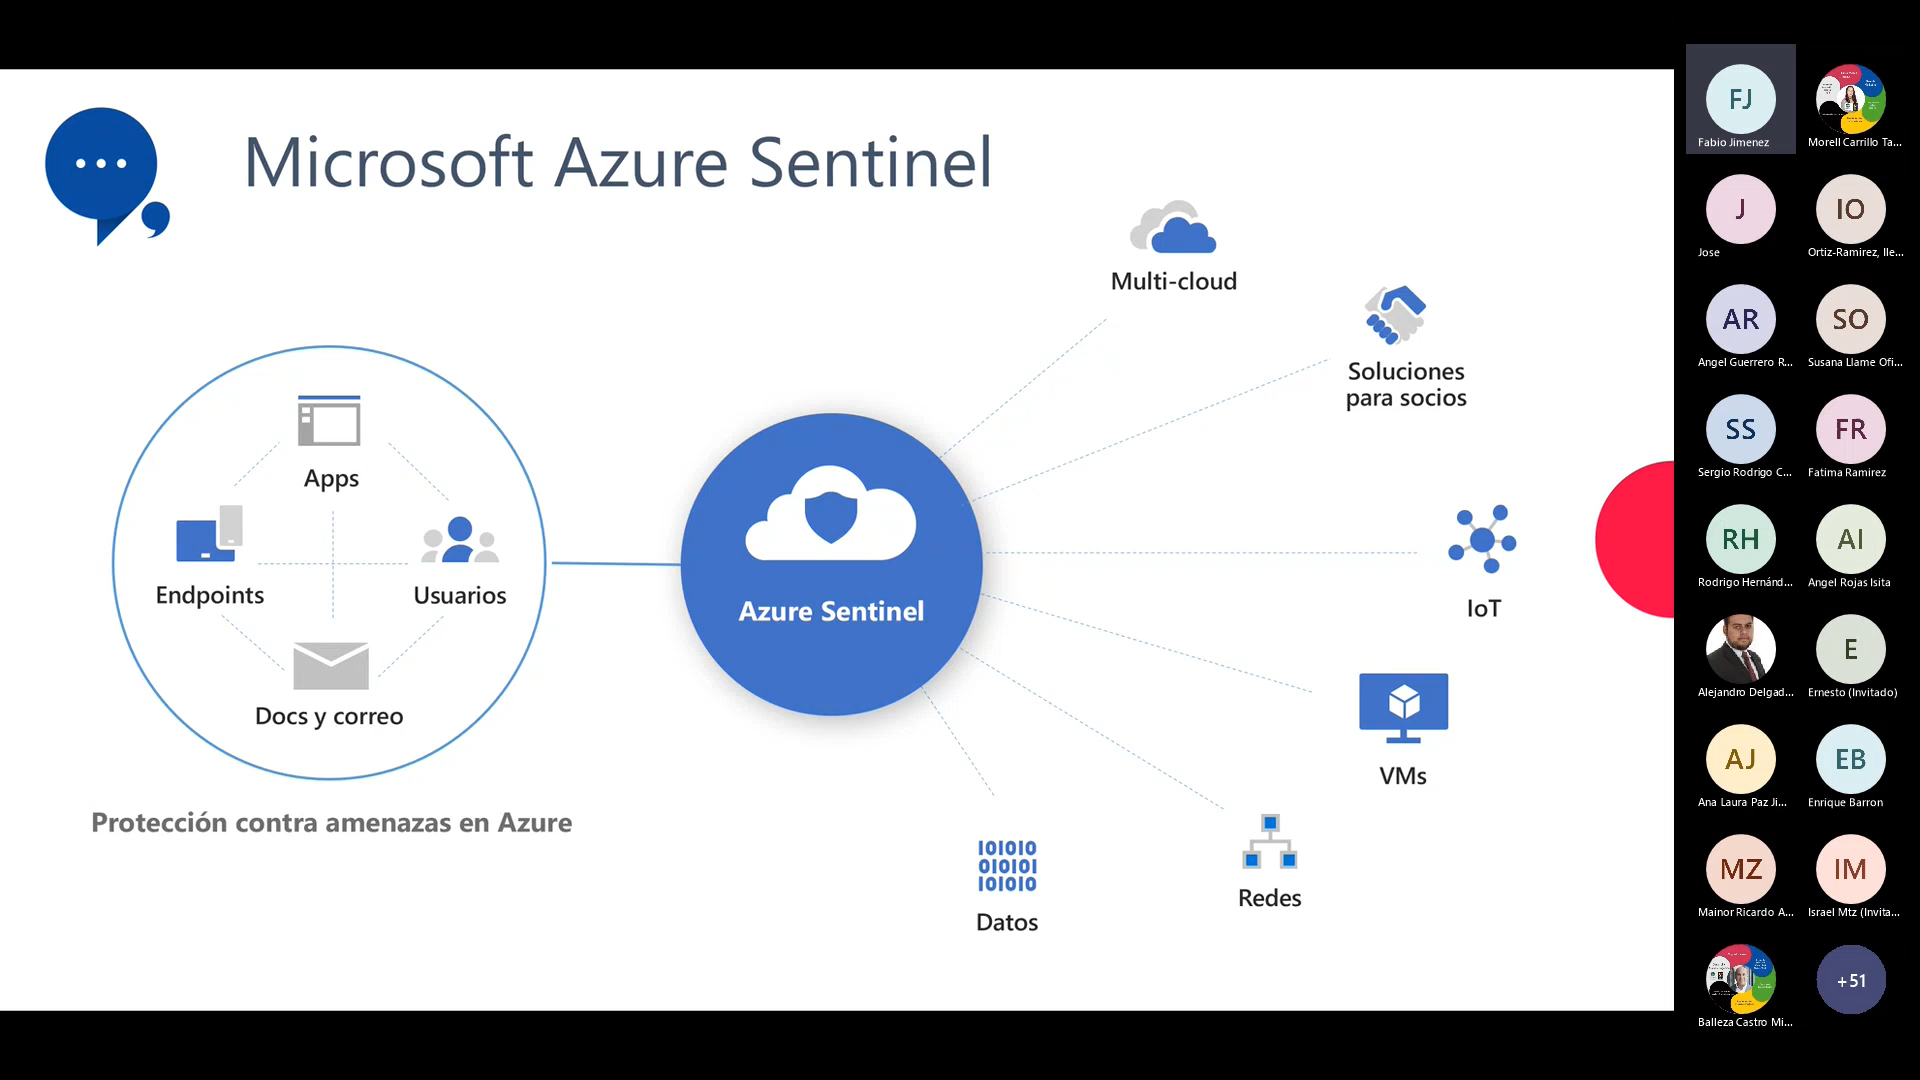 Microsoft Azure Sentinel
Multi-cloud
Soluciones
para socios
Apps
Endpoints
Usuarios
Docs y correo
Azure Sentinel
IoT
VMs
Redes
IOIOIO
OIOIOI
IOIOIO
Datos
Protección contra amenazas en Azure
FJ
Fabio Jimenez
Morell Carrillo Ta...
J
Jose
IO
Ortiz-Ramirez, Ile...
AR
Angel Guerrero R...
SO
Susana Llame Ofi...
SS
Sergio Rodrigo C...
FR
Fatima Ramirez
RH
Rodrigo Hernánd...
AI
Angel Rojas Isita
Alejandro Delgad...
E
Ernesto (Invitado)
AJ
Ana Laura Paz Ji...
EB
Enrique Barron
MZ
Mainor Ricardo A...
IM
Israel Mtz (Invita...
Balleza Castro Mi...
+51